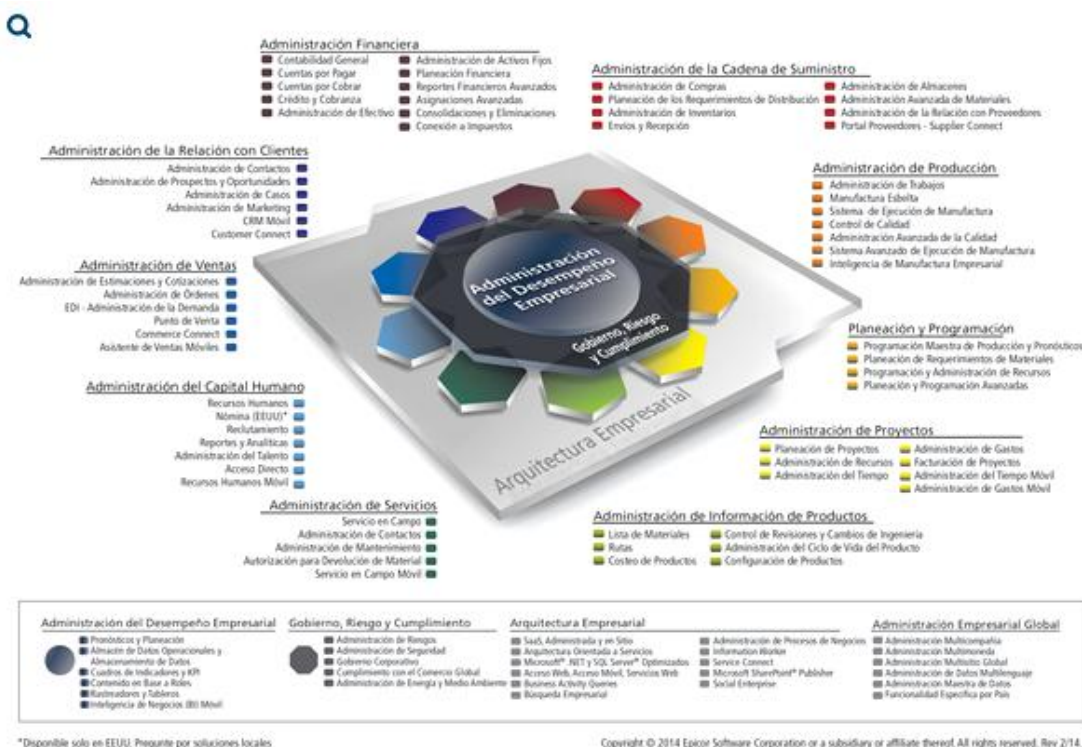 Administración Financiera
Contabilidad General
Cuentas por Pagar
Cuentas por Cobrar
Crédito y Cobranza
Administración de Efectivo
Administración de Activos Fijos
Planeación Financiera
Reportes Financieros Avanzados
Asignaciones Avanzadas
Consolidaciones y Eliminaciones
Conexión a Impuestos
Administración de la Cadena de Suministro
Administración de Compras
Planeación de los Requerimientos de Distribución
Administración de Inventarios
Envíos y Recepción
Administración de Almacenes
Administración Avanzada de Materiales
Administración de la Relación con Proveedores
Portal Proveedores - Supplier Connect
Administración de la Relación con Clientes
Administración de Contactos
Administración de Prospectos y Oportunidades
Administración de Casos
Administración de Marketing
CRM Móvil
Customer Connect
Administración de Producción
Administración de Trabajos
Manufactura Esbelta
Sistema de Ejecución de Manufactura
Control de Calidad
Administración Avanzada de la Calidad
Sistema Avanzado de Ejecución de Manufactura
Inteligencia de Manufactura Empresarial
Administración de Ventas
Administración de Estimaciones y Cotizaciones
Administración de Órdenes
EDI - Administración de la Demanda
Punto de Venta
Commerce Connect
Asistente de Ventas Móviles
Administración
del Desempeño
Empresarial
Gobierno, Riesgo
y Cumplimiento
Arquitectura Empresarial
Planeación y Programación
Programación Maestra de Producción y Pronósticos
Planeación de Requerimientos de Materiales
Programación y Administración de Recursos
Planeación y Programación Avanzadas
Administración del Capital Humano
Recursos Humanos
Nómina (EEUU)*
Reclutamiento
Reportes y Analíticas
Administración del Talento
Acceso Directo
Recursos Humanos Móvil
Administración de Proyectos
Planeación de Proyectos
Administración de Recursos
Administración del Tiempo
Administración de Gastos
Facturación de Proyectos
Administración del Tiempo Móvil
Administración de Gastos Móvil
Administración de Servicios
Servicio en Campo
Administración de Contactos
Administración de Mantenimiento
Autorización para Devolución de Material
Servicio en Campo Móvil
Administración de Información de Productos
Lista de Materiales
Rutas
Costeo de Productos
Control de Revisiones y Cambios de Ingeniería
Administración del Ciclo de Vida del Producto
Configuración de Productos
Administración del Desempeño Empresarial
Pronósticos y Planeación
Almacén de Datos Operacionales y
Almacenamiento de Datos
Cuadros de Indicadores y KPI
Contenido en Base a Roles
Rastreadores y Tableros
Inteligencia de Negocios (BI) Móvil
Gobierno, Riesgo y Cumplimiento
Administración de Riesgos
Administración de Seguridad
Gobierno Corporativo
Cumplimiento con el Comercio Global
Administración de Energía y Medio Ambiente
Arquitectura Empresarial
SaaS, Administrada y en Sitio
Arquitectura Orientada a Servicios
Microsoft® .NET y SQL Server® Optimizados
Acceso Web, Acceso Móvil, Servicios Web
Business Activity Queries
Búsqueda Empresarial
Administración de Procesos de Negocios
Information Worker
Service Connect
Microsoft SharePoint® Publisher
Social Enterprise
Administración Empresarial Global
Administración Multicompañía
Administración Multimoneda
Administración Multisitio Global
Administración de Datos Multilenguaje
Administración Maestra de Datos
Funcionalidad Específica por País
*Disponible solo en EEUU. Pregunte por soluciones locales
Copyright © 2014 Epicor Software Corporation or a subsidiary or affiliate thereof. All rights reserved. Rev 2/14.